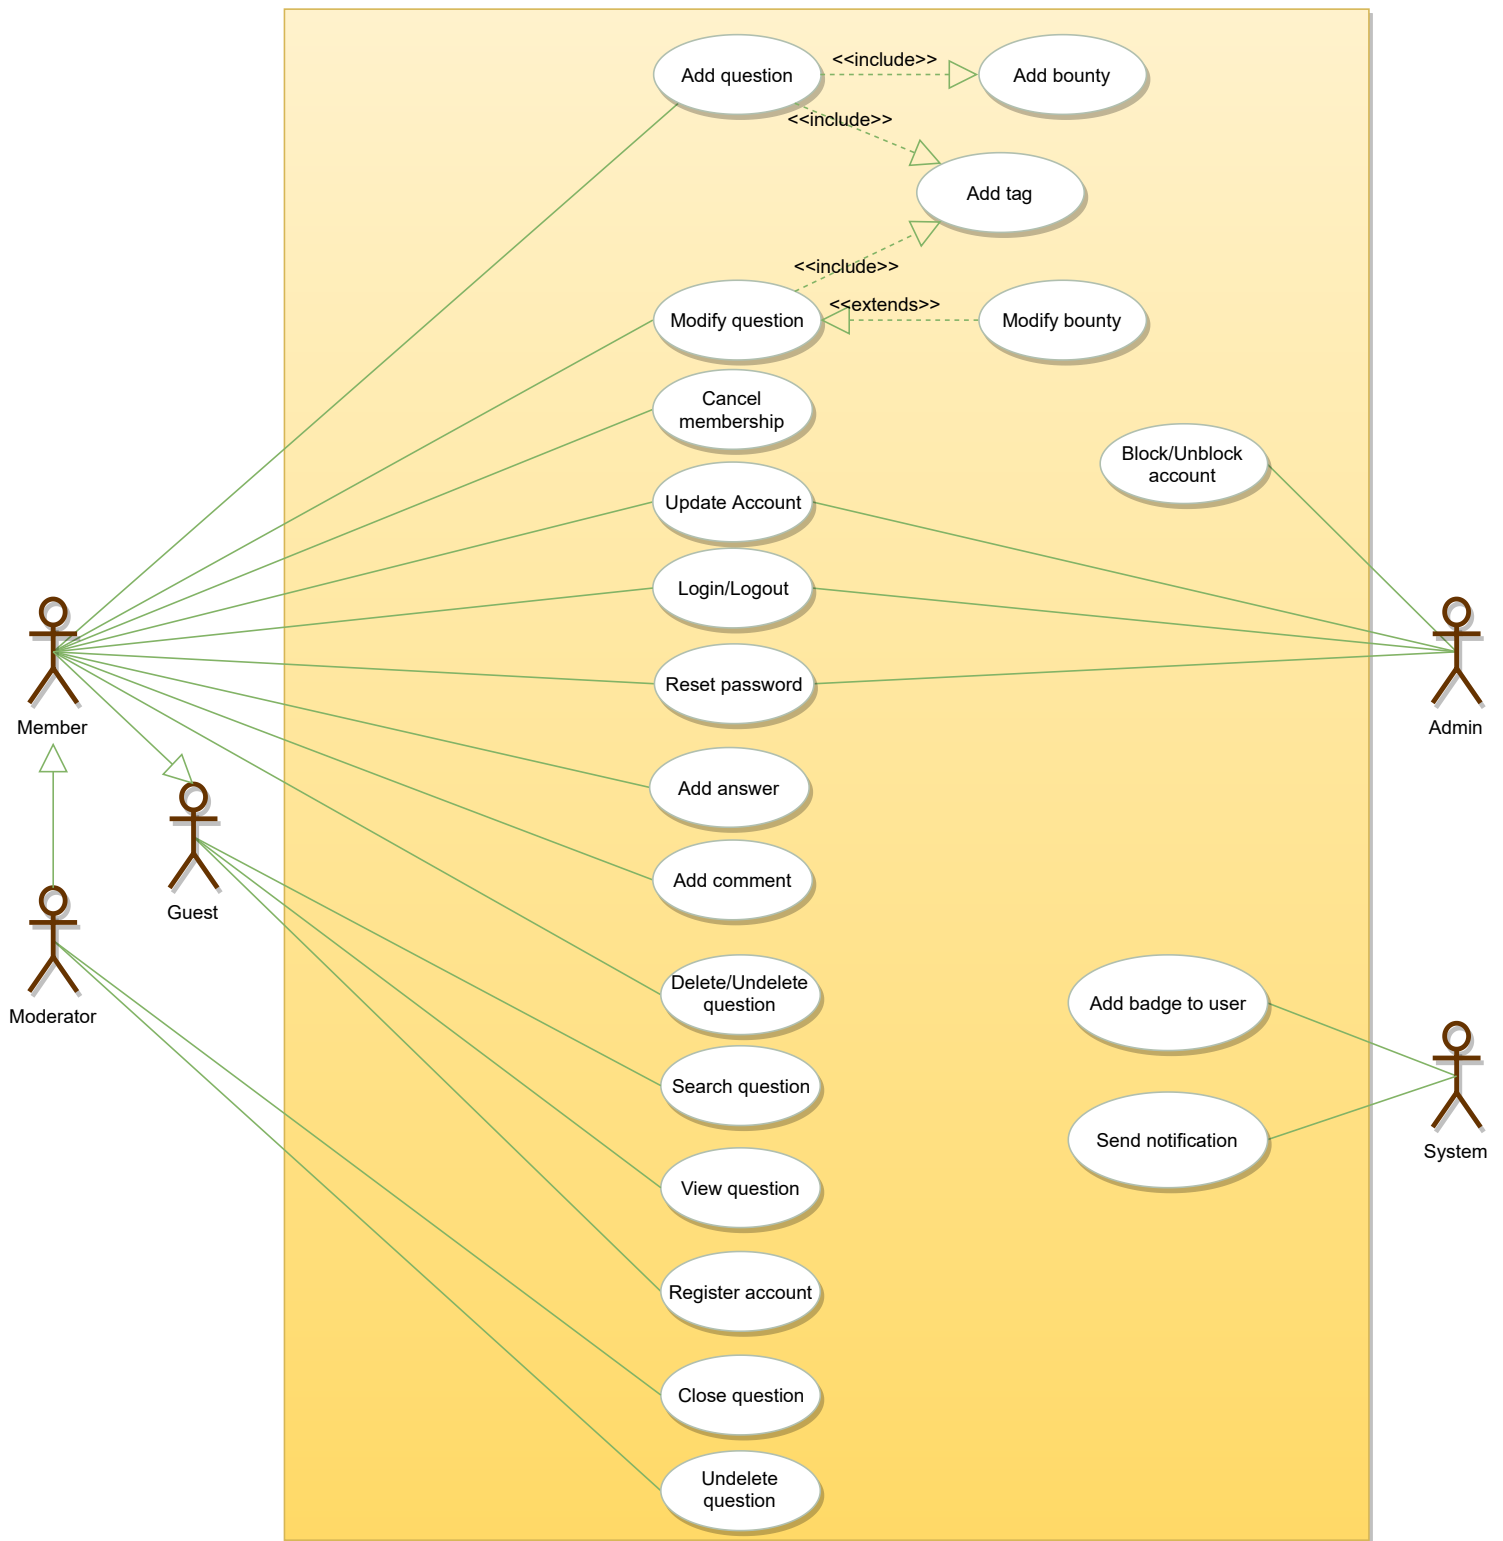 Add question
<<include>>
Add bounty
<<include>>
Add tag
<<include>>
<<extends>>
Modify question
Modify bounty
Cancel
membership
Block/Unblock
account
Update Account
Login/Logout
Reset password
Member
Admin
Add answer
Add comment
Guest
Delete/Undelete
question
Add badge to user
Moderator
Search question
Send notification
System
View question
Register account
Close question
Undelete
question